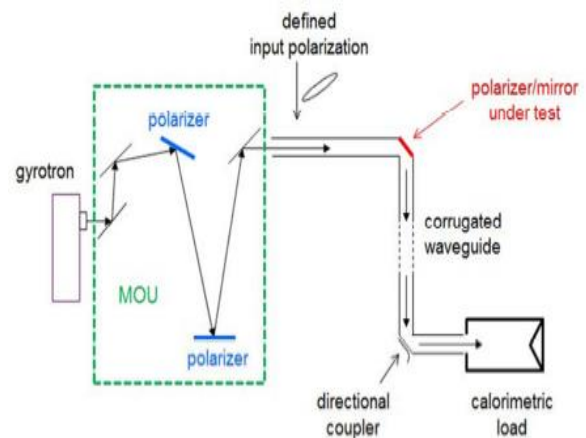 defined
input polarization
polarizer/mirror
under test
polarizer
gyrotron
corrugated
waveguide
MOU
polarizer
directional
coupler
calorimetric
load